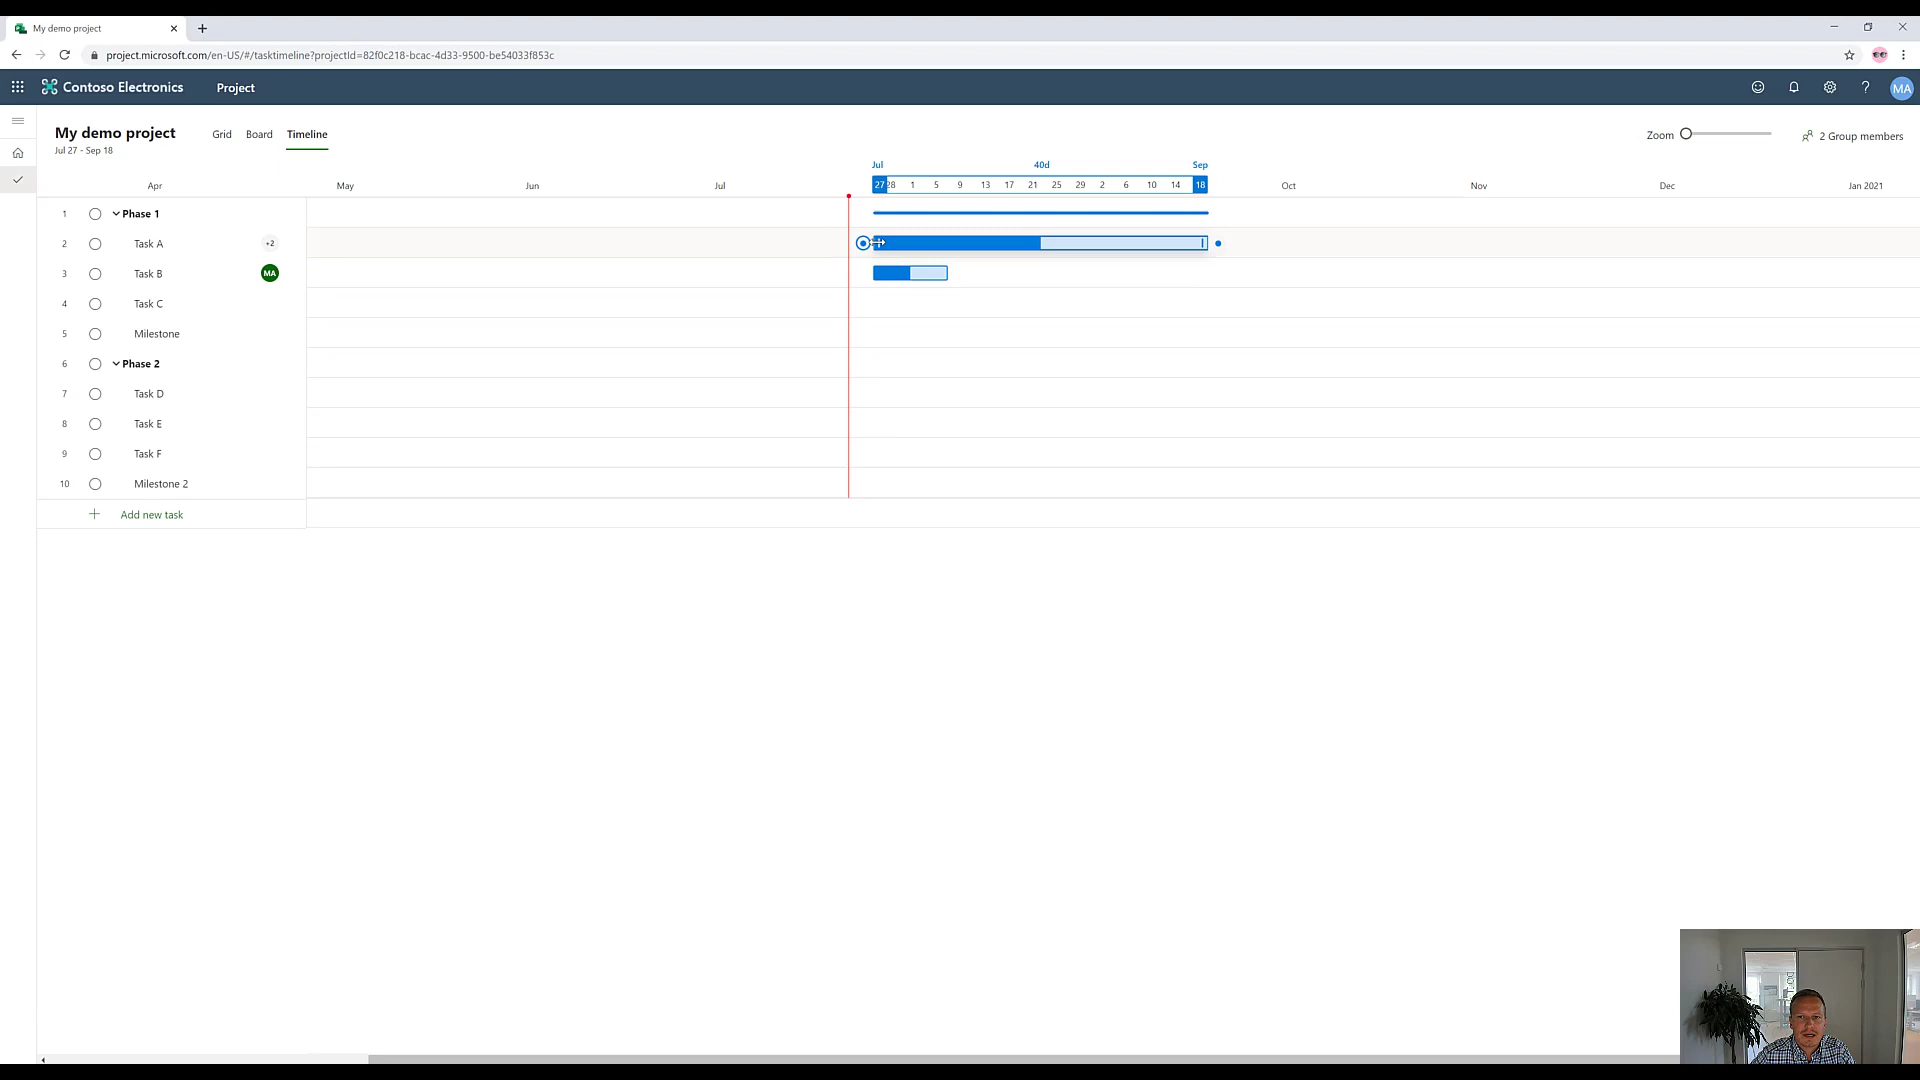 My demo project
project.microsoft.com/en-US/#/tasktimeline?projectId=82f0c218-bcac-4d33-9500-be54033f853c
Contoso Electronics Project ? MA
My demo project Grid Board Timeline Zoom 2 Group members
Jul 27 - Sep 18
Jul 40d Sep
27 28 1 5 9 13 17 21 25 29 2 6 10 14 18
Apr May Jun Jul Oct Nov Dec Jan 2021
1 Phase 1
2 Task A +2
3 Task B MA
4 Task C
5 Milestone
6 Phase 2
7 Task D
8 Task E
9 Task F
10 Milestone 2
Add new task